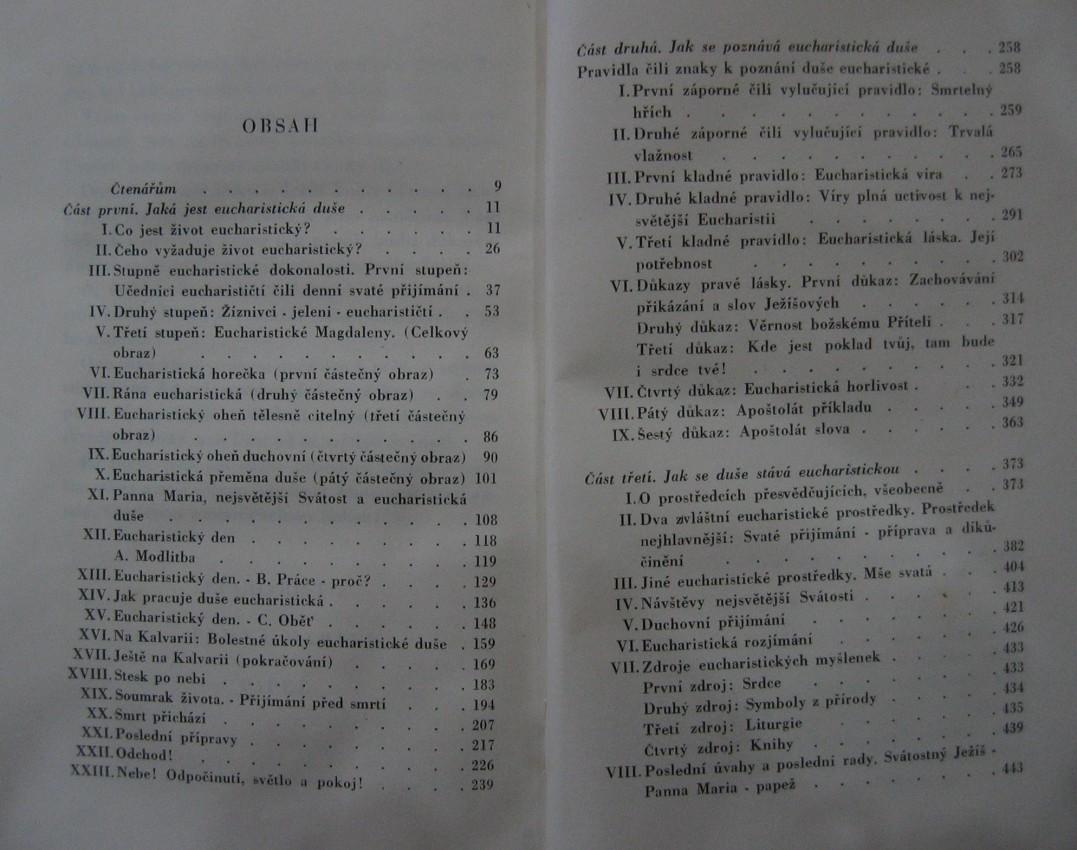 OBSAH
Čtenářům . . . . . . . . . . . 9
Část první. Jaká jest eucharistická duše . . . . . 11
I. Co jest život eucharistický? . . . . . . 11
II. Čeho vyžaduje život eucharistický? . . . . 26
III. Stupně eucharistické dokonalosti. První stupeň:
Učedníci eucharističtí čili denní svaté přijímání . 37
IV. Druhý stupeň: Žíznivci - jeleni - eucharističtí . . 53
V. Třetí stupeň: Eucharistické Magdaleny. (Celkový
obraz) . . . . . . . . . . . 63
VI. Eucharistická horečka (první částečný obraz) . 73
VII. Rána eucharistická (druhý částečný obraz) . . 79
VIII. Eucharistický oheň tělesně citelný (třetí částečný
obraz) . . . . . . . . . . . 86
IX. Eucharistický oheň duchovní (čtvrtý částečný obraz) 90
X. Eucharistická přeměna duše (pátý částečný obraz) 101
XI. Panna Maria, nejsvětější Svátost a eucharistická
duše . . . . . . . . . . . . 108
XII. Eucharistický den . . . . . . . . . 118
A. Modlitba . . . . . . . . . . 119
XIII. Eucharistický den. - B. Práce - proč? . . . . 129
XIV. Jak pracuje duše eucharistická . . . . . . 136
XV. Eucharistický den. - C. Oběť . . . . . . 148
XVI. Na Kalvarii: Bolestné úkoly eucharistické duše . 159
XVII. Ještě na Kalvarii (pokračování) . . . . . 169
XVIII. Stesk po nebi . . . . . . . . . . 183
XIX. Soumrak života. - Přijímání před smrtí . . . 194
XX. Smrt přichází . . . . . . . . . . 207
XXI. Poslední přípravy . . . . . . . . . 217
XXII. Odchod! . . . . . . . . . . . 226
XXIII. Nebe! Odpočinutí, světlo a pokoj! . . . . 239
Část druhá. Jak se poznává eucharistická duše . . . 258
Pravidla čili znaky k poznání duše eucharistické . . . 258
I. První záporné čili vylučující pravidlo: Smrtelný
hřích . . . . . . . . . . . . 259
II. Druhé záporné čili vylučující pravidlo: Trvalá
vlažnost . . . . . . . . . . . 265
III. První kladné pravidlo: Eucharistická víra . . 273
IV. Druhé kladné pravidlo: Víry plná uctivost k nej-
světější Eucharistii . . . . . . . . 291
V. Třetí kladné pravidlo: Eucharistická láska. Její
potřebnost . . . . . . . . . . 302
VI. Důkazy pravé lásky. První důkaz: Zachovávání
přikázání a slov Ježíšových . . . . . . 314
Druhý důkaz: Věrnost božskému Příteli . . . 317
Třetí důkaz: Kde jest poklad tvůj, tam bude
i srdce tvé! . . . . . . . . . . 321
VII. Čtvrtý důkaz: Eucharistická horlivost . . . 332
VIII. Pátý důkaz: Apoštolát příkladu . . . . . 349
IX. Šestý důkaz: Apoštolát slova . . . . . . 363
Část třetí. Jak se duše stává eucharistickou . . . . 373
I. O prostředcích přesvědčujících, všeobecně . . 373
II. Dva zvláštní eucharistické prostředky. Prostředek
nejhlavnější: Svaté přijímání - příprava a díků-
činění . . . . . . . . . . . 382
III. Jiné eucharistické prostředky. Mše svatá . . . 404
IV. Návštěvy nejsvětější Svátosti . . . . . . 413
V. Duchovní přijímání . . . . . . . . 421
VI. Eucharistická rozjímání . . . . . . . 426
VII. Zdroje eucharistických myšlenek . . . . . 433
První zdroj: Srdce . . . . . . . . 433
Druhý zdroj: Symboly z přírody . . . . . 434
Třetí zdroj: Liturgie . . . . . . . 435
Čtvrtý zdroj: Knihy . . . . . . . . 439
VIII. Poslední úvahy a poslední rady. Svátostný Ježíš -
Panna Maria - papež . . . . . . . 443